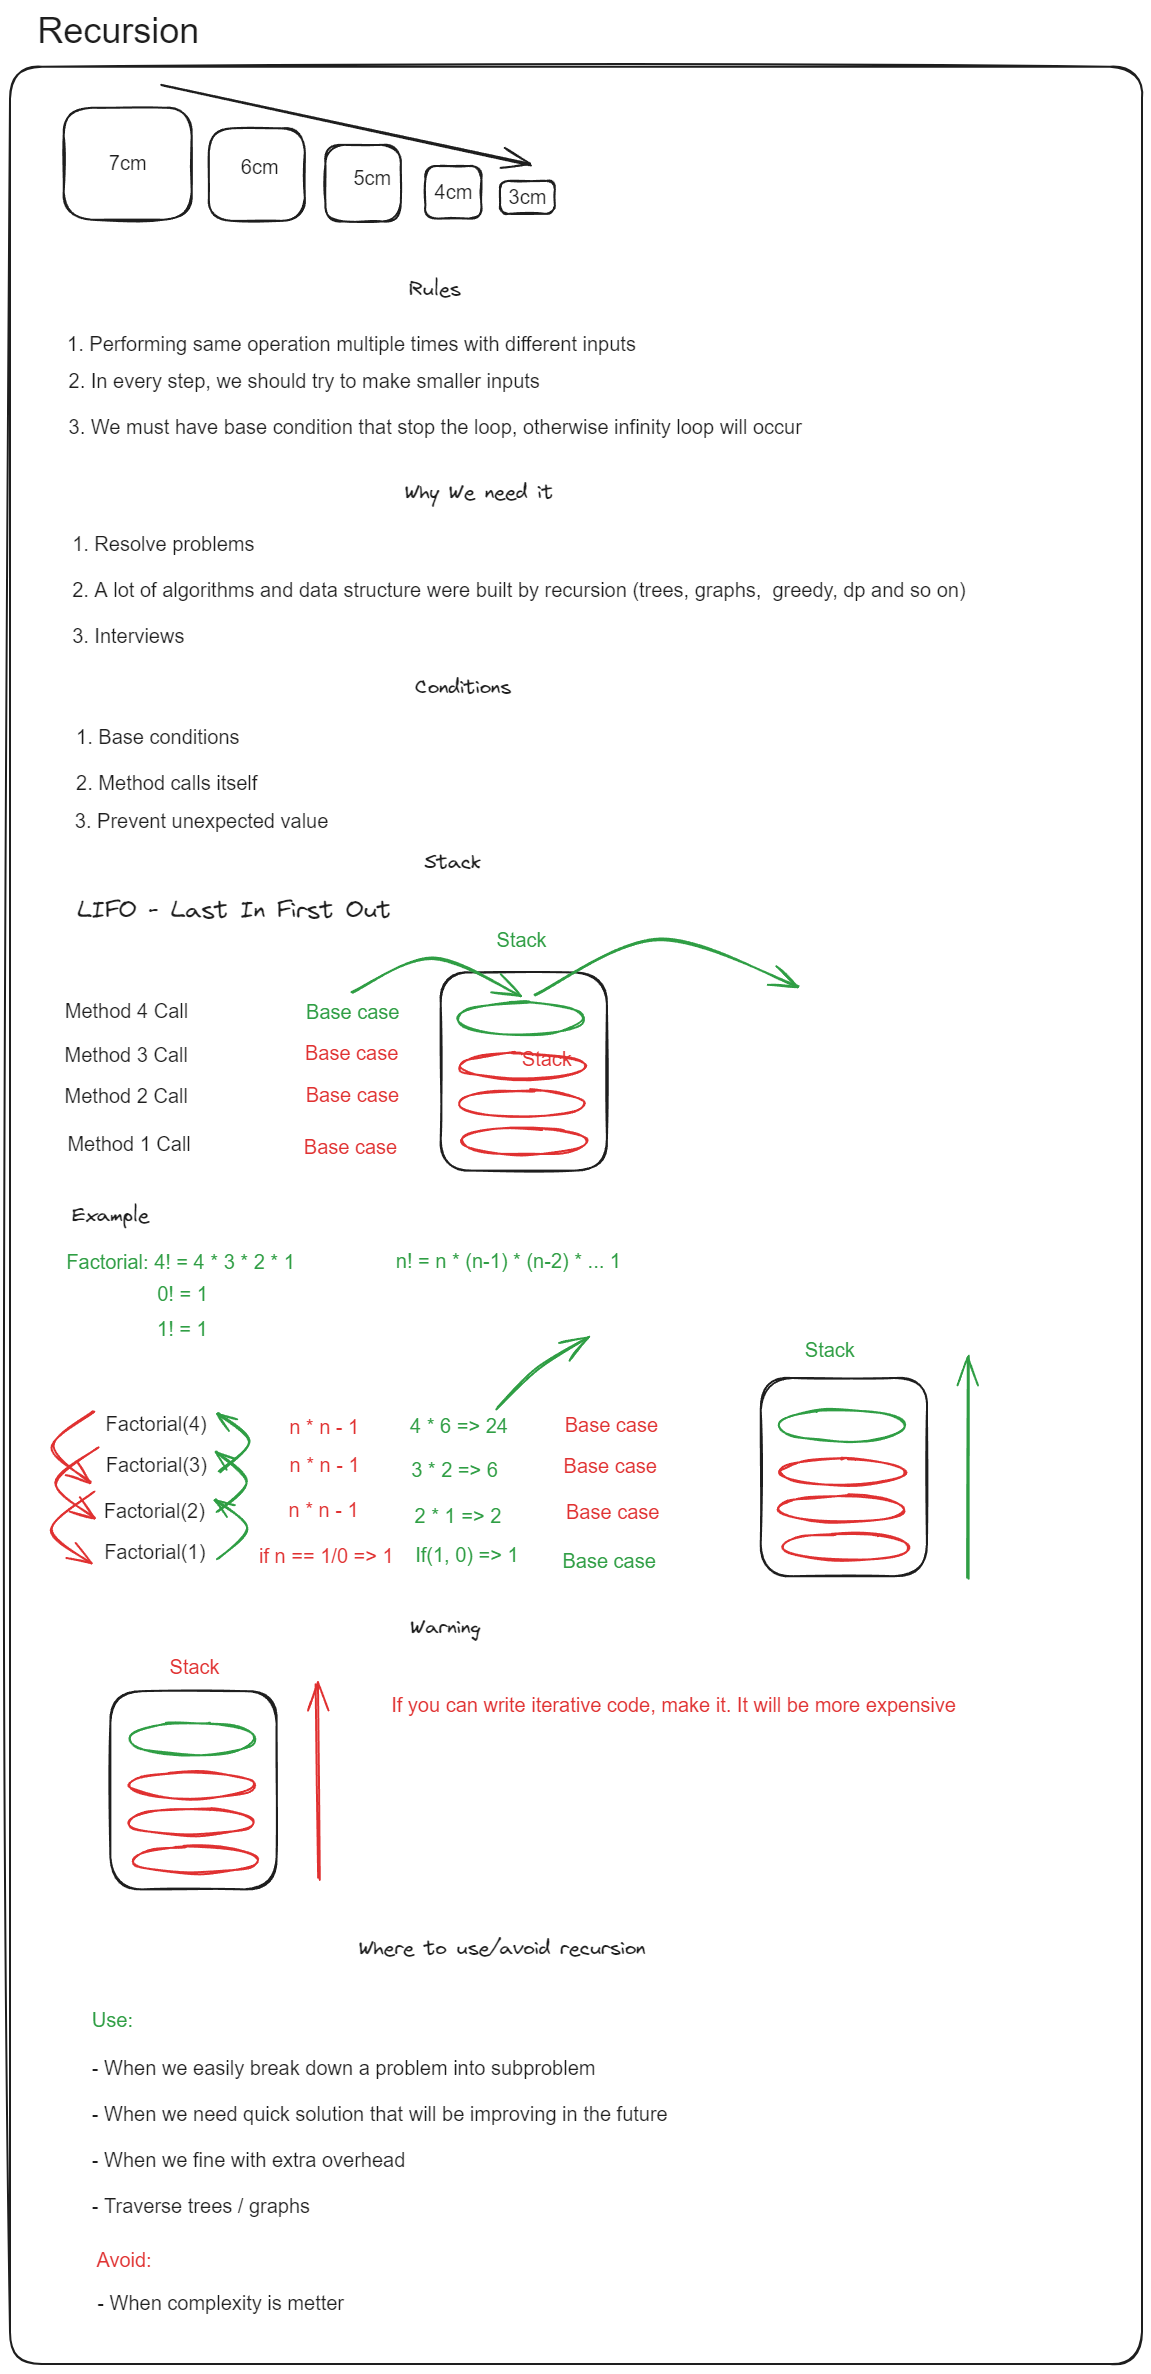 Recursion
7cm
6cm
5cm
4cm
3cm
Rules
1. Performing same operation multiple times with different inputs
2. In every step, we should try to make smaller inputs
3. We must have base condition that stop the loop, otherwise infinity loop will occur
Why We need it
1. Resolve problems
2. A lot of algorithms and data structure were built by recursion (trees, graphs,  greedy, dp and so on)
3. Interviews
Conditions
1. Base conditions
2. Method calls itself
3. Prevent unexpected value
Stack
LIFO - Last In First Out
Stack
Method 4 Call Base case
Method 3 Call Base case Stack
Method 2 Call Base case
Method 1 Call Base case
Example
Factorial: 4! = 4 * 3 * 2 * 1 n! = n * (n-1) * (n-2) * ... 1
0! = 1
1! = 1
Stack
Factorial(4) n * n - 1 4 * 6 => 24 Base case
Factorial(3) n * n - 1 3 * 2 => 6 Base case
Factorial(2) n * n - 1 2 * 1 => 2 Base case
Factorial(1) if n == 1/0 => 1 If(1, 0) => 1 Base case
Warning
Stack
If you can write iterative code, make it. It will be more expensive
Where to use/avoid recursion
Use:
- When we easily break down a problem into subproblem
- When we need quick solution that will be improving in the future
- When we fine with extra overhead
- Traverse trees / graphs
Avoid:
- When complexity is metter